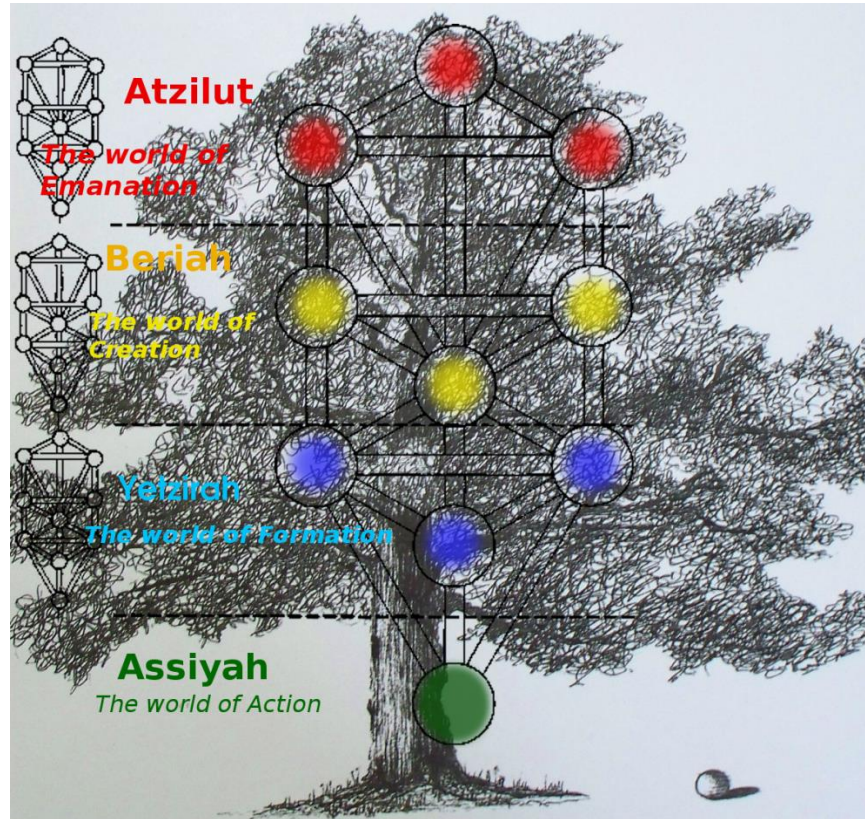 Atzilut
The world of
Emanation
Beriah
The world of
Creation
Yetzirah
The world of Formation
Assiyah
The world of Action